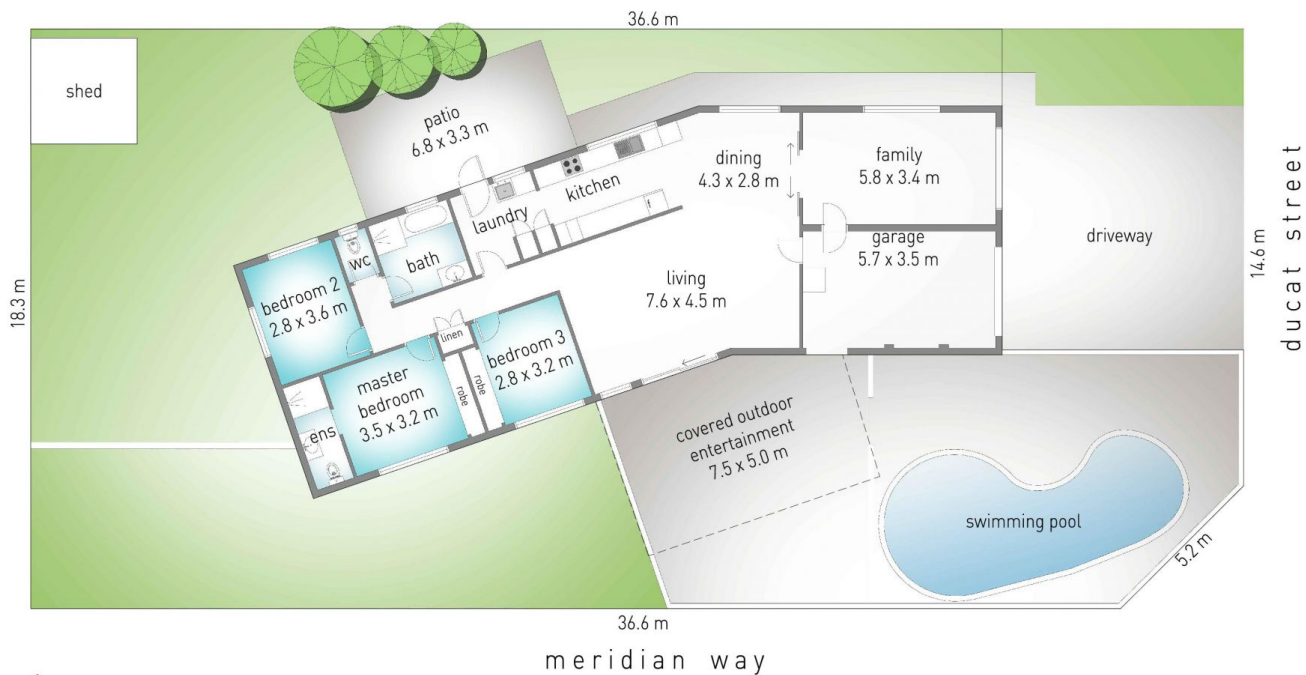 36.6 m
shed
patio
6.8 x 3.3 m
dining
4.3 x 2.8 m
family
5.8 x 3.4 m
kitchen
f
laundry
wc
bath
garage
5.7 x 3.5 m
driveway
living
7.6 x 4.5 m
bedroom 2
2.8 x 3.6 m
linen
bedroom 3
2.8 x 3.2 m
robe
robe
master
bedroom
3.5 x 3.2 m
ens
covered outdoor
entertainment
7.5 x 5.0 m
swimming pool
18.3 m
14.6 m
ducat street
5.2 m
36.6 m
meridian way